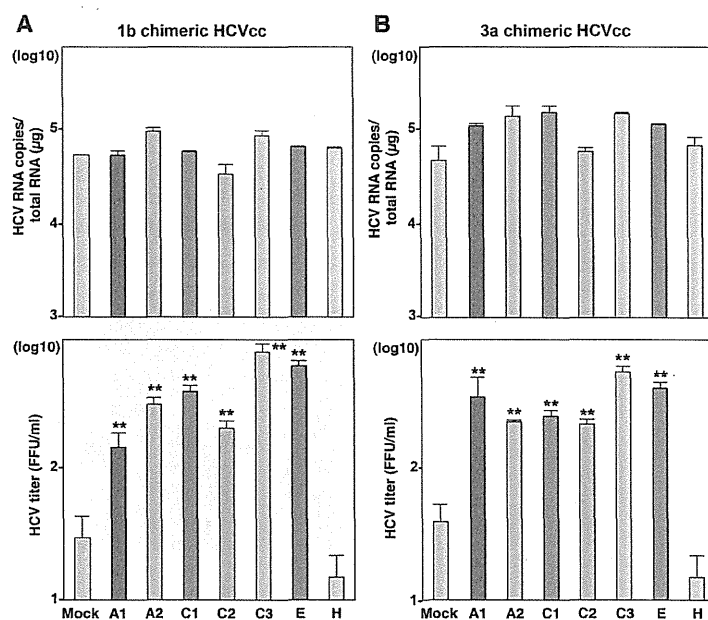 A
1b chimeric HCVcc
(log10)
HCV RNA copies/
total RNA (µg)
5
4
3
(log10)
HCV titer (FFU/ml)
2
1
** ** ** ** ** **
Mock A1 A2 C1 C2 C3 E H
B
3a chimeric HCVcc
(log10)
HCV RNA copies/
total RNA (µg)
5
4
3
(log10)
HCV titer (FFU/ml)
2
1
** ** ** ** ** **
Mock A1 A2 C1 C2 C3 E H